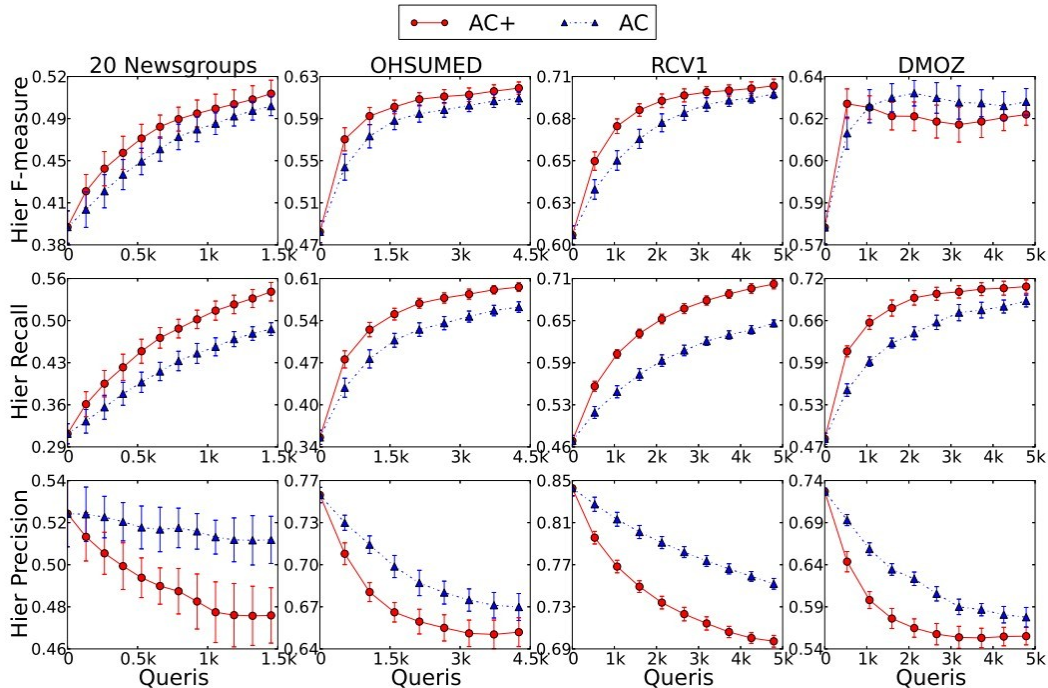 AC+ AC
20 Newsgroups OHSUMED RCV1 DMOZ
Hier F-measure
0.52 0.49 0.45 0.41 0.38
0 0.5k 1k 1.5k
0.63 0.59 0.55 0.51 0.47
0 1.5k 3k 4.5k
0.71 0.68 0.65 0.63 0.60
0 1k 2k 3k 4k 5k
0.64 0.62 0.60 0.59 0.57
0 1k 2k 3k 4k 5k
Hier Recall
0.56 0.50 0.43 0.36 0.29
0 0.5k 1k 1.5k
0.61 0.54 0.47 0.40 0.34
0 1.5k 3k 4.5k
0.71 0.65 0.59 0.53 0.46
0 1k 2k 3k 4k 5k
0.72 0.66 0.59 0.53 0.47
0 1k 2k 3k 4k 5k
Hier Precision
0.54 0.52 0.50 0.48 0.46
0 0.5k 1k 1.5k
0.77 0.73 0.70 0.67 0.64
0 1.5k 3k 4.5k
0.85 0.81 0.77 0.73 0.69
0 1k 2k 3k 4k 5k
0.74 0.69 0.64 0.59 0.54
0 1k 2k 3k 4k 5k
Queris Queris Queris Queris